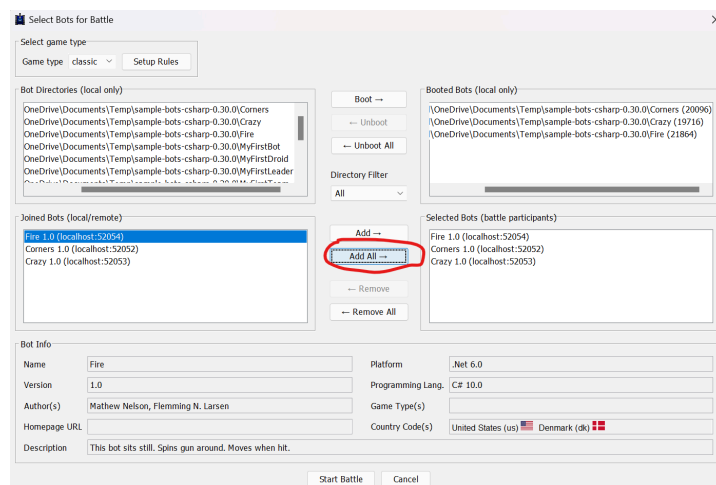 Select Bots for Battle
Select game type
Game type classic Setup Rules
Bot Directories (local only)
OneDrive\Documents\Temp\sample-bots-csharp-0.30.0\Corners
OneDrive\Documents\Temp\sample-bots-csharp-0.30.0\Crazy
OneDrive\Documents\Temp\sample-bots-csharp-0.30.0\Fire
OneDrive\Documents\Temp\sample-bots-csharp-0.30.0\MyFirstBot
OneDrive\Documents\Temp\sample-bots-csharp-0.30.0\MyFirstDroid
OneDrive\Documents\Temp\sample-bots-csharp-0.30.0\MyFirstLeader
OneDrive\Documents\Temp\sample-bots-csharp-0.30.0\MyFirstTeam
Boot →
← Unboot
← Unboot All
Directory Filter
All
Booted Bots (local only)
\OneDrive\Documents\Temp\sample-bots-csharp-0.30.0\Corners (20096)
\OneDrive\Documents\Temp\sample-bots-csharp-0.30.0\Crazy (19716)
\OneDrive\Documents\Temp\sample-bots-csharp-0.30.0\Fire (21864)
Joined Bots (local/remote)
Fire 1.0 (localhost:52054)
Corners 1.0 (localhost:52052)
Crazy 1.0 (localhost:52053)
Add →
Add All →
← Remove
← Remove All
Selected Bots (battle participants)
Fire 1.0 (localhost:52054)
Corners 1.0 (localhost:52052)
Crazy 1.0 (localhost:52053)
Bot Info
Name Fire
Version 1.0
Author(s) Mathew Nelson, Flemming N. Larsen
Homepage URL
Description This bot sits still. Spins gun around. Moves when hit.
Platform .Net 6.0
Programming Lang. C# 10.0
Game Type(s)
Country Code(s) United States (us) Denmark (dk)
Start Battle Cancel